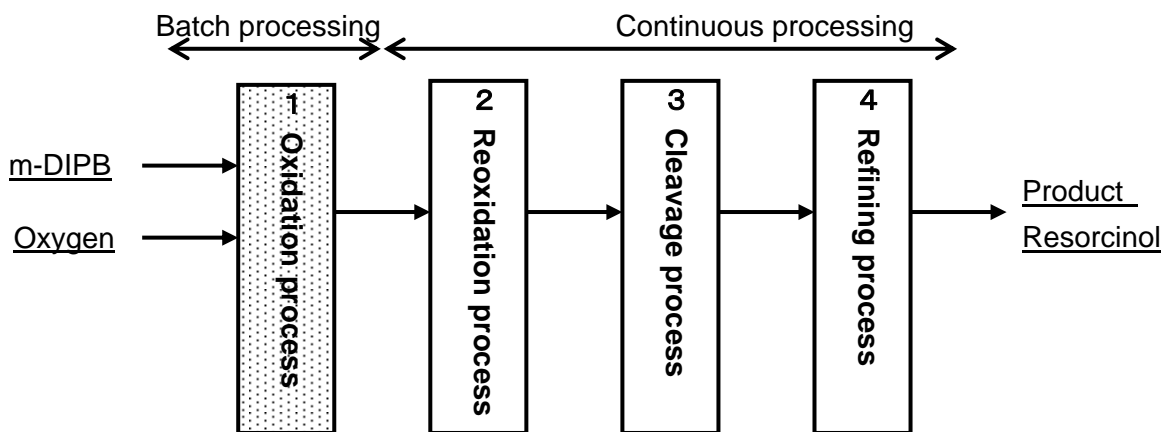 Batch processing
Continuous processing
1 Oxidation process
2 Reoxidation process
3 Cleavage process
4 Refining process
m-DIPB
Oxygen
Product
Resorcinol